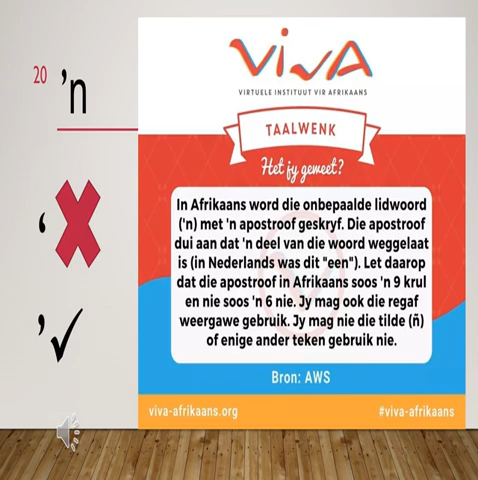 20 ’n
‘
’
VivA
VIRTUELE INSTITUUT VIR AFRIKAANS
TAALWENK
Het jy geweet?
In Afrikaans word die onbepaalde lidwoord
('n) met 'n apostroof geskryf. Die apostroof
dui aan dat 'n deel van die woord weggelaat
is (in Nederlands was dit "een"). Let daarop
dat die apostroof in Afrikaans soos 'n 9 krul
en nie soos 'n 6 nie. Jy mag ook die regaf
weergawe gebruik. Jy mag nie die tilde (ñ)
of enige ander teken gebruik nie.
Bron: AWS
viva-afrikaans.org
#viva-afrikaans